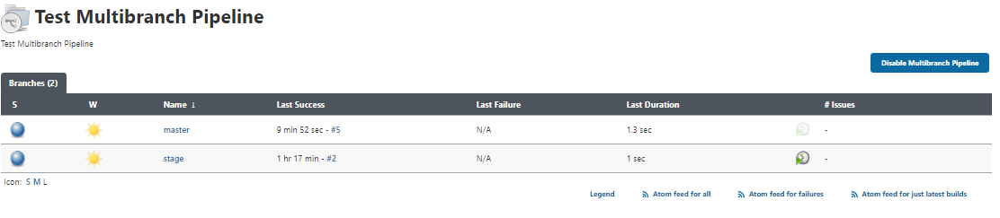 Test Multibranch Pipeline
Test Multibranch Pipeline
Disable Multibranch Pipeline
Branches (2)
S W Name ↓ Last Success Last Failure Last Duration # Issues
master 9 min 52 sec - #5 N/A 1.3 sec -
stage 1 hr 17 min - #2 N/A 1 sec -
Icon: S M L
Legend Atom feed for all Atom feed for failures Atom feed for just latest builds